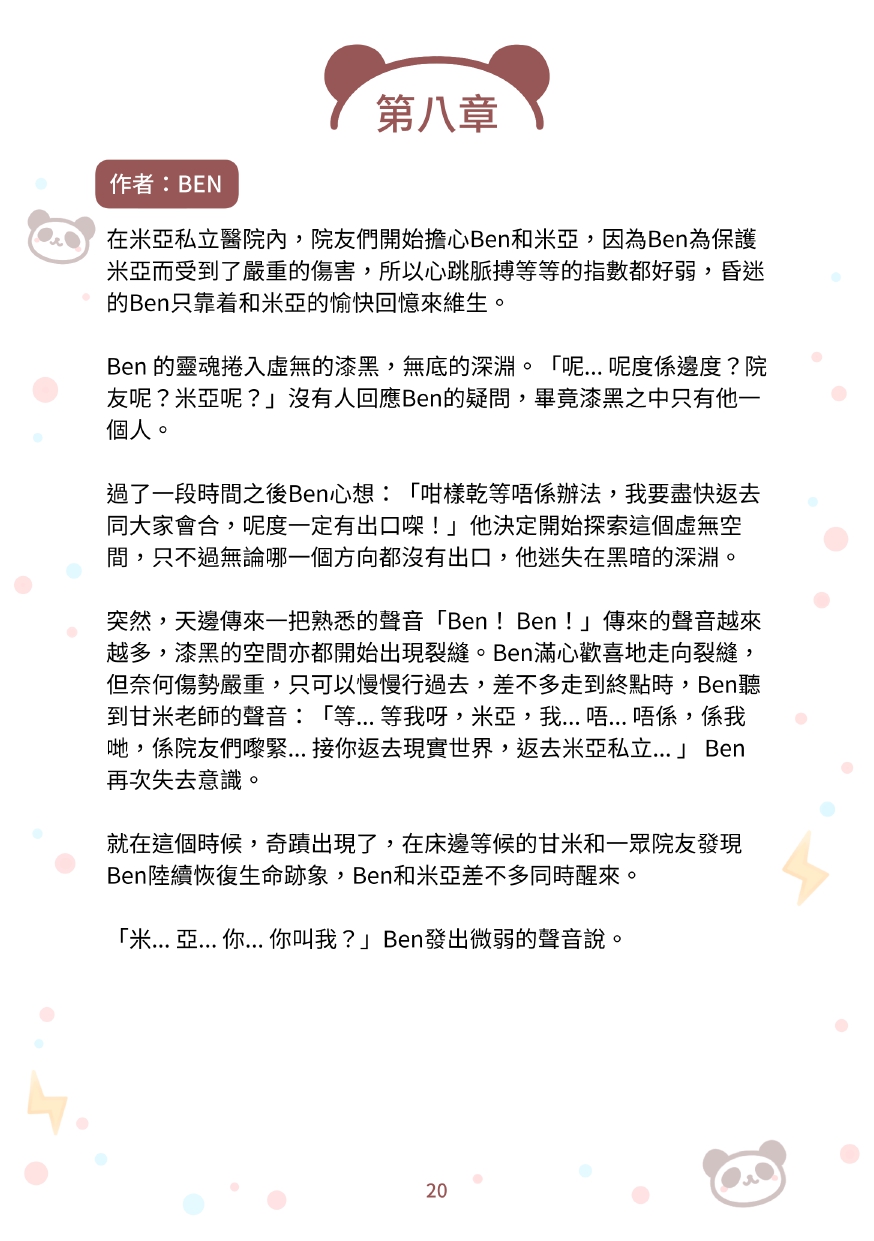 第八章
作者：BEN
在米亞私立醫院內，院友們開始擔心Ben和米亞，因為Ben為保護
米亞而受到了嚴重的傷害，所以心跳脈搏等等的指數都好弱，昏迷
的Ben只靠着和米亞的愉快回憶來維生。
Ben 的靈魂捲入虛無的漆黑，無底的深淵。「呢... 呢度係邊度？院
友呢？米亞呢？」沒有人回應Ben的疑問，畢竟漆黑之中只有他一
個人。
過了一段時間之後Ben心想：「咁樣乾等唔係辦法，我要盡快返去
同大家會合，呢度一定有出口㗎！」他決定開始探索這個虛無空
間，只不過無論哪一個方向都沒有出口，他迷失在黑暗的深淵。
突然，天邊傳來一把熟悉的聲音「Ben！ Ben！」傳來的聲音越來
越多，漆黑的空間亦都開始出現裂縫。Ben滿心歡喜地走向裂縫，
但奈何傷勢嚴重，只可以慢慢行過去，差不多走到終點時，Ben聽
到甘米老師的聲音：「等... 等我呀，米亞，我... 唔... 唔係，係我
哋，係院友們嚟緊... 接你返去現實世界，返去米亞私立... 」 Ben
再次失去意識。
就在這個時候，奇蹟出現了，在床邊等候的甘米和一眾院友發現
Ben陸續恢復生命跡象，Ben和米亞差不多同時醒來。
「米... 亞... 你... 你叫我？」Ben發出微弱的聲音說。
20